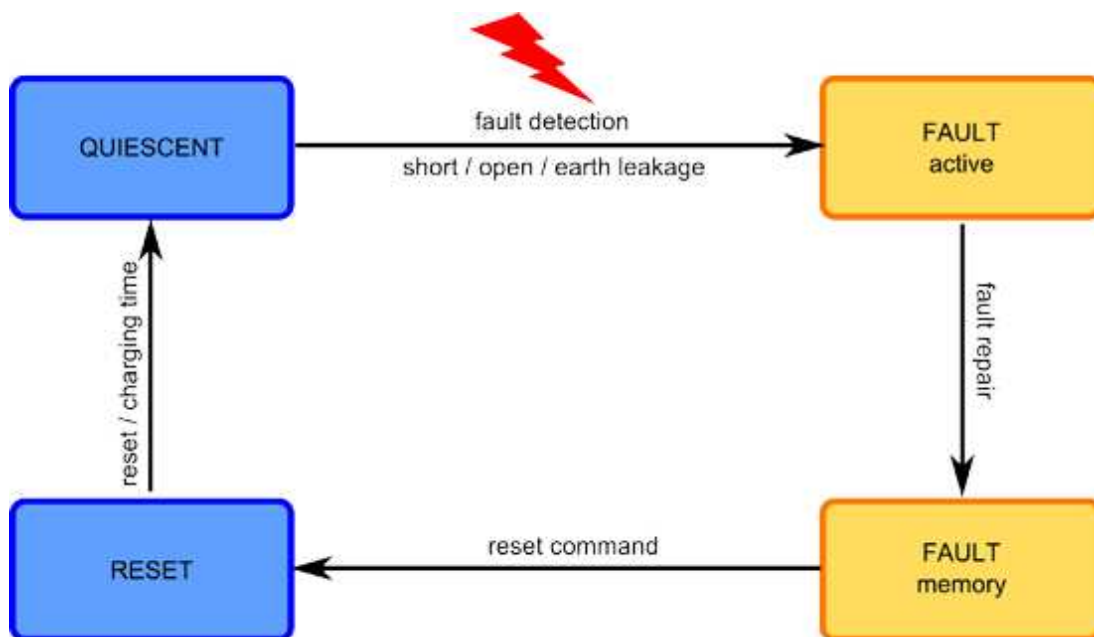 QUIESCENT
fault detection
short / open / earth leakage
FAULT
active
reset / charging time
fault repair
RESET
reset command
FAULT
memory